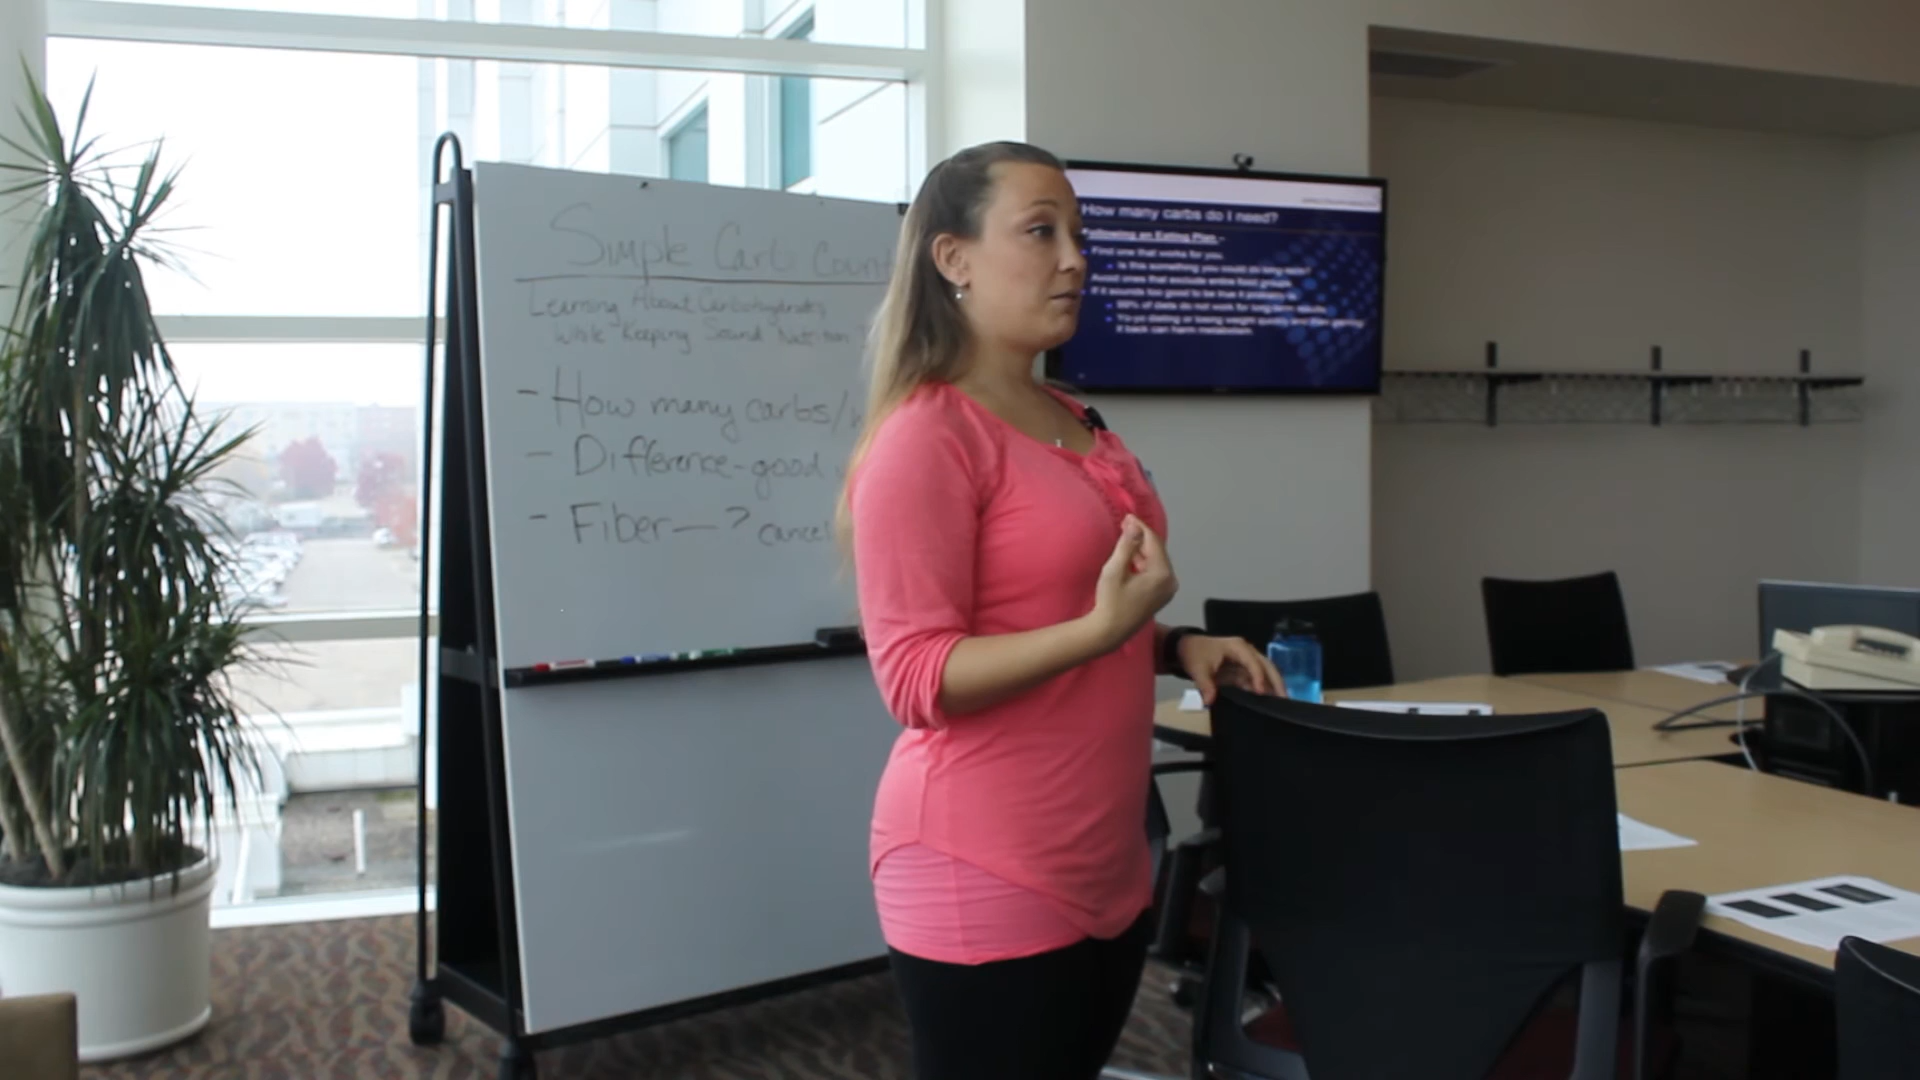 Simple Carb Count
Learning About Carbohydrates
While Keeping Sound Nutrition
- How many carbs/
- Difference-good
- Fiber—? cancel
How many carbs do I need?
Following an Eating Plan –
Find one that works for you.
Is this something you could do long term?
Avoid ones that exclude entire food groups
If it sounds too good to be true it probably is
99% of diets do not work for long term results
Yo-yo dieting or losing weight quickly and then gaining
it back can harm metabolism.